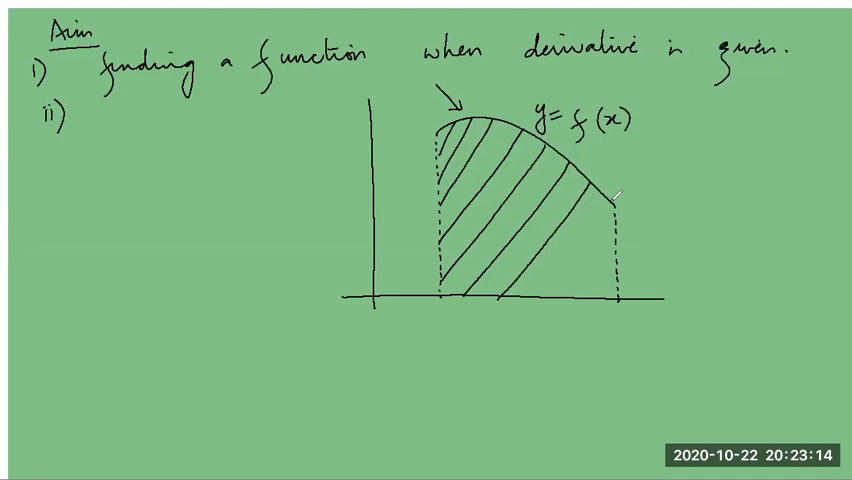 Aim
i) finding a function when derivative is given.
ii)
y = f(x)
2020-10-22 20:23:14